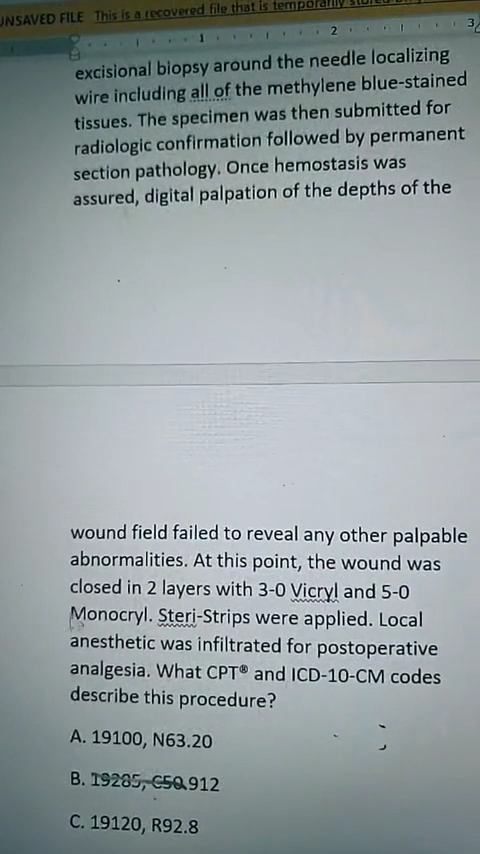 UNSAVED FILE This is a recovered file that is temporarily stored
1 2 3
excisional biopsy around the needle localizing
wire including all of the methylene blue-stained
tissues. The specimen was then submitted for
radiologic confirmation followed by permanent
section pathology. Once hemostasis was
assured, digital palpation of the depths of the
wound field failed to reveal any other palpable
abnormalities. At this point, the wound was
closed in 2 layers with 3-0 Vicryl and 5-0
Monocryl. Steri-Strips were applied. Local
anesthetic was infiltrated for postoperative
analgesia. What CPT® and ICD-10-CM codes
describe this procedure?
A. 19100, N63.20
B. 19285, C50.912
C. 19120, R92.8